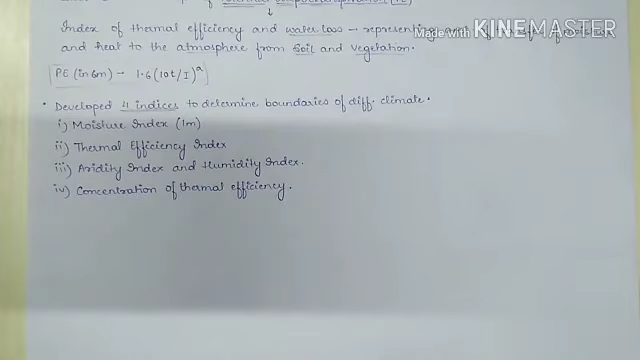 Index of thermal efficiency and water loss — representing
and heat to the atmosphere from soil and vegetation.
PE (in Cm) - 1.6 (10t/I)ᵃ
• Developed 4 indices to determine boundaries of diff. climate.
i) Moisture Index (Im)
ii) Thermal Efficiency Index
iii) Aridity Index and Humidity Index.
iv) Concentration of thermal efficiency.
Made with KINEMASTER